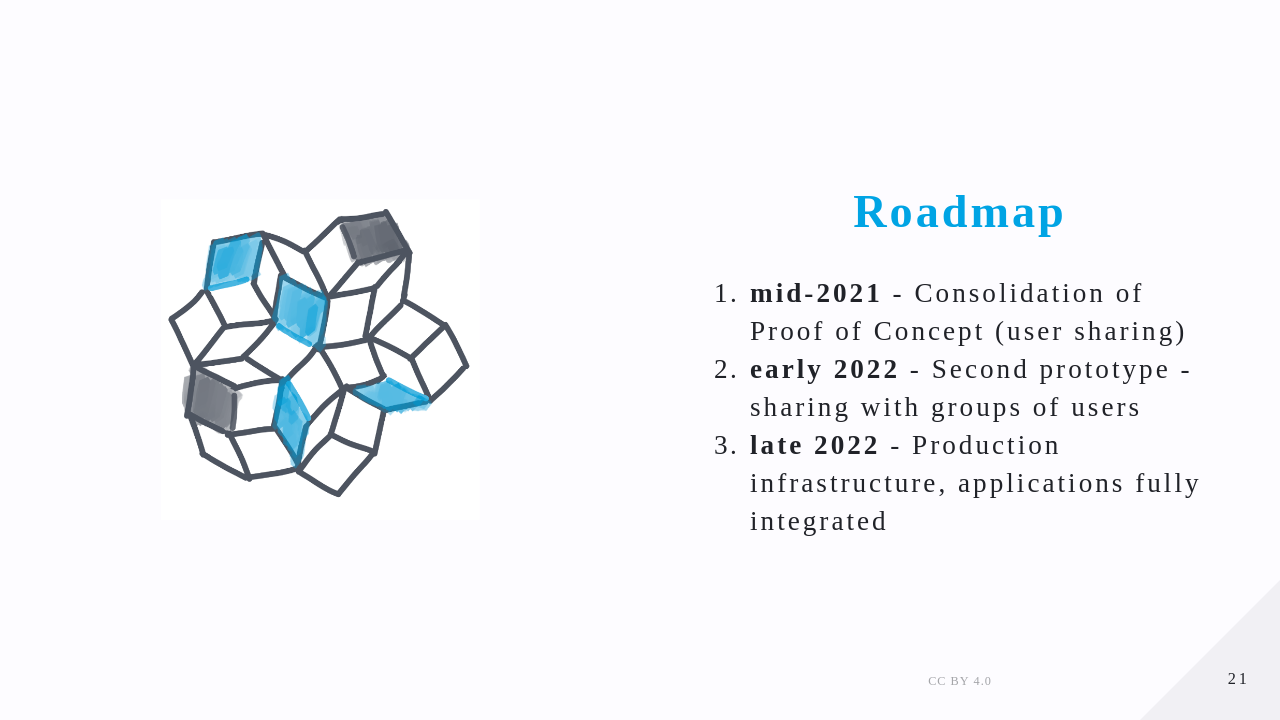 Roadmap
1. mid-2021 - Consolidation of
Proof of Concept (user sharing)
2. early 2022 - Second prototype -
sharing with groups of users
3. late 2022 - Production
infrastructure, applications fully
integrated
CC BY 4.0
21